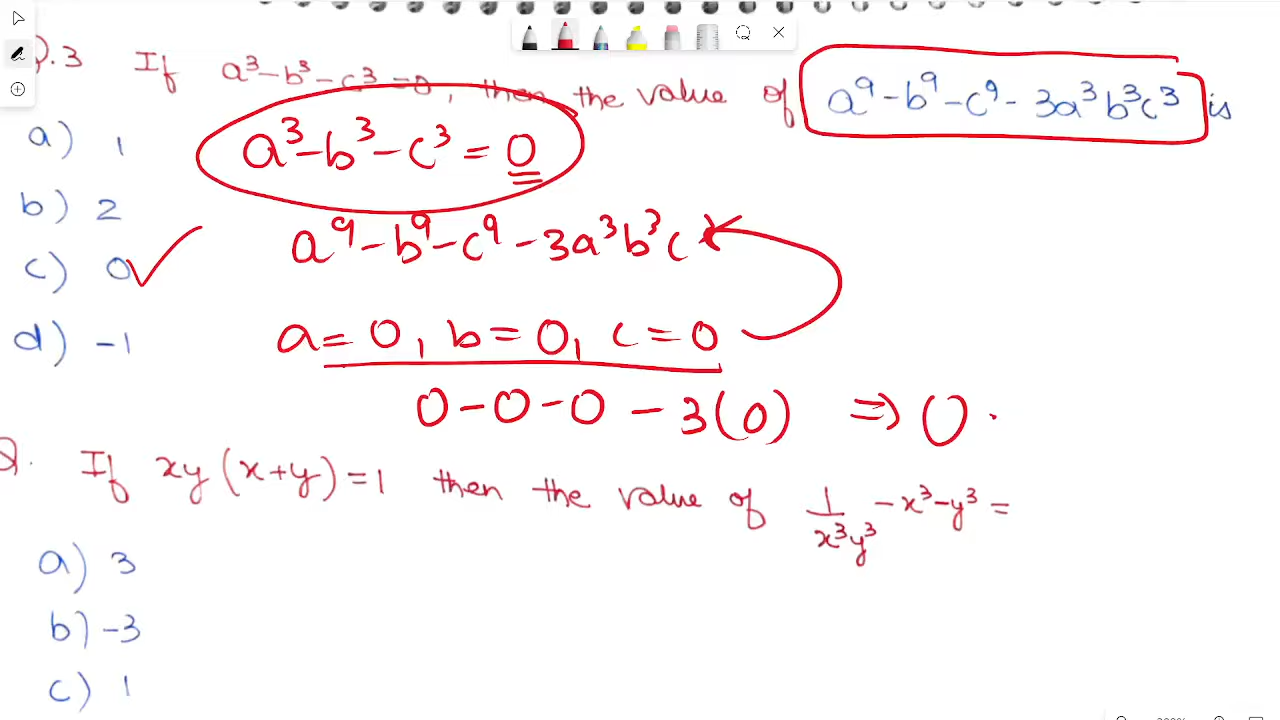 Q.3 If a³-b³-c³=0, then the value of a⁹-b⁹-c⁹-3a³b³c³ is
a³-b³-c³=0
a) 1
b) 2
a⁹-b⁹-c⁹-3a³b³c
c) 0
a=0, b=0, c=0
d) -1
0-0-0-3(0) ⇒ 0.
Q. If xy(x+y)=1 then the value of 1/x³y³ -x³-y³=
a) 3
b) -3
c) 1